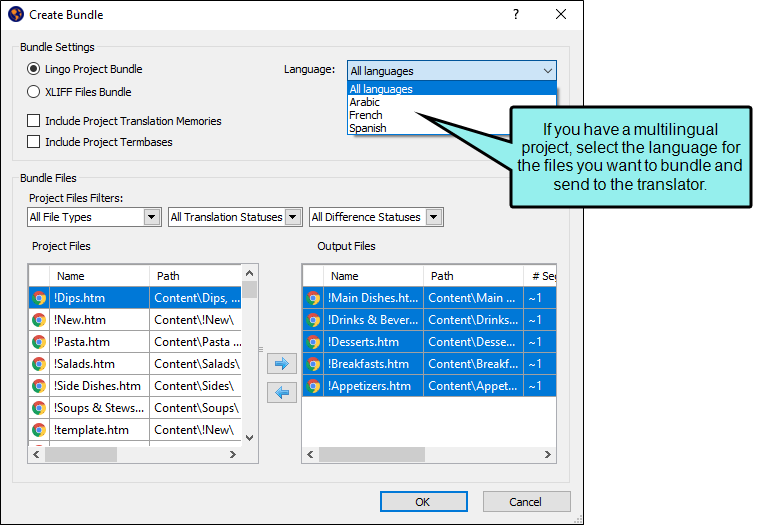 Create Bundle
?
Bundle Settings
Lingo Project Bundle
Language:
All languages
XLIFF Files Bundle
All languages
Arabic
French
Spanish
Include Project Translation Memories
Include Project Termbases
If you have a multilingual
project, select the language for
the files you want to bundle and
send to the translator.
Bundle Files
Project Files Filters:
All File Types
All Translation Statuses
All Difference Statuses
Project Files
Name Path
!Dips.htm Content\Dips, ...
!New.htm Content\!New\
!Pasta.htm Content\Pasta ...
!Salads.htm Content\Salads\
!Side Dishes.htm Content\Sides\
!Soups & Stews... Content\Soups\
!template.htm Content\!New\
Output Files
Name Path # Seg
!Main Dishes.ht... Content\Main ... ~1
!Drinks & Bever... Content\Drinks... ~1
!Desserts.htm Content\Desser... ~1
!Breakfasts.htm Content\Breakf... ~1
!Appetizers.htm Content\Appet... ~1
OK
Cancel